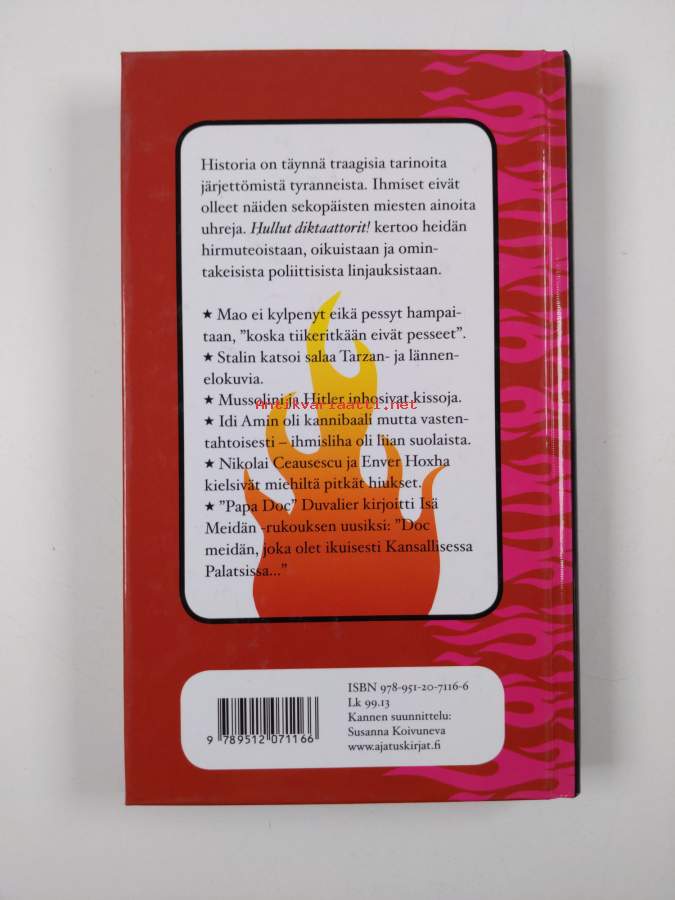 Historia on täynnä traagisia tarinoita
järjettömistä tyranneista. Ihmiset eivät
olleet näiden sekopäisten miesten ainoita
uhreja. Hullut diktaattorit! kertoo heidän
hirmuteoistaan, oikuistaan ja omin-
takeisista poliittisista linjauksistaan.
★ Mao ei kylpenyt eikä pessyt hampai-
taan, ”koska tiikeritkään eivät pesseet”.
★ Stalin katsoi salaa Tarzan- ja lännen-
elokuvia.
★ Mussolini ja Hitler inhosivat kissoja.
Antikvariaatti.net
★ Idi Amin oli kannibaali mutta vasten-
tahtoisesti – ihmisliha oli liian suolaista.
★ Nikolai Ceausescu ja Enver Hoxha
kielsivät miehiltä pitkät hiukset.
★ ”Papa Doc” Duvalier kirjoitti Isä
Meidän -rukouksen uusiksi: ”Doc
meidän, joka olet ikuisesti Kansallisessa
Palatsissa...”
ISBN 978-951-20-7116-6
Lk 99.13
Kannen suunnittelu:
Susanna Koivuneva
www.ajatuskirjat.fi
9 789512 071166